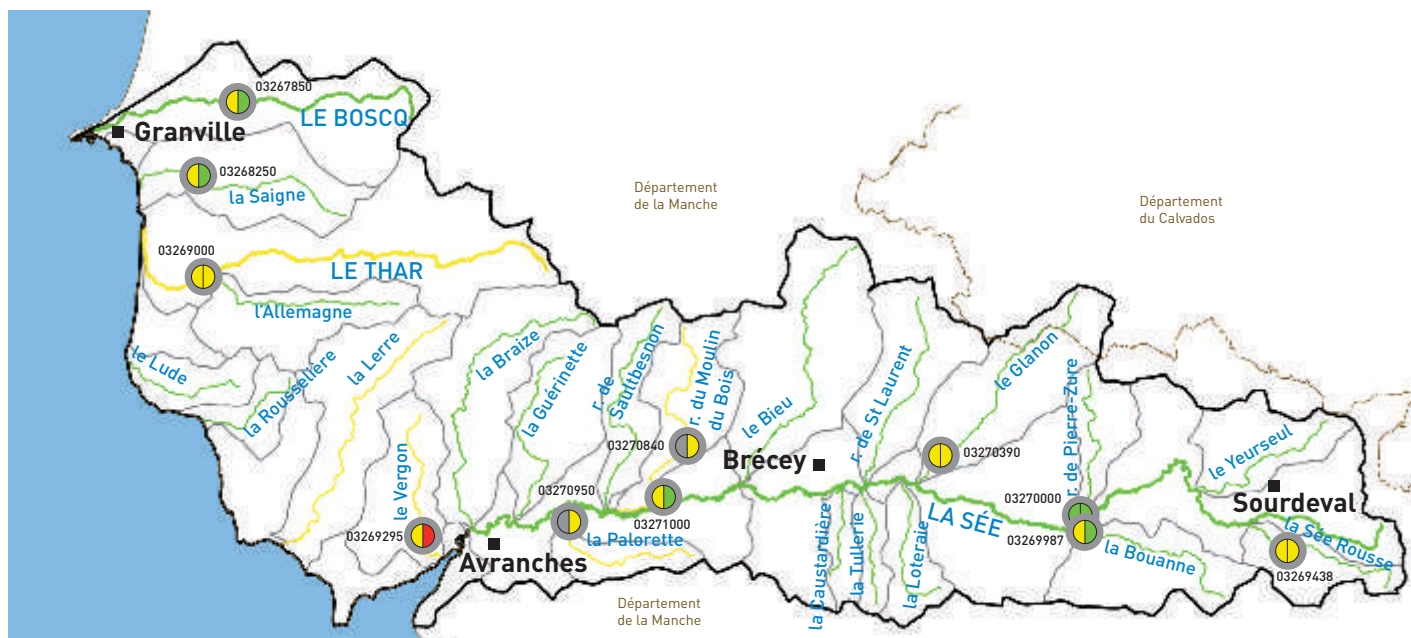 03267850
LE BOSCQ
Granville
03268250
la Saigne
Département
de la Manche
Département
du Calvados
03269000
LE THAR
l'Allemagne
le Lude
la Rousselière
la Lerre
la Braize
la Guérinette
r. de
Saultbesnon
r. du Moulin
du Bois
le Bieu
r. de St Laurent
le Glanon
r. de Pierre-Zure
le Yeurseul
le Vergon
03270840
Brécey
03270390
Sourdeval
03270950
03271000
LA SÉE
03270000
03269987
03269295
la Palorette
Avranches
la Caustardière
la Tullerie
la Loteraie
la Bouanne
la Sée Rousse
03269438
Département
de la Manche